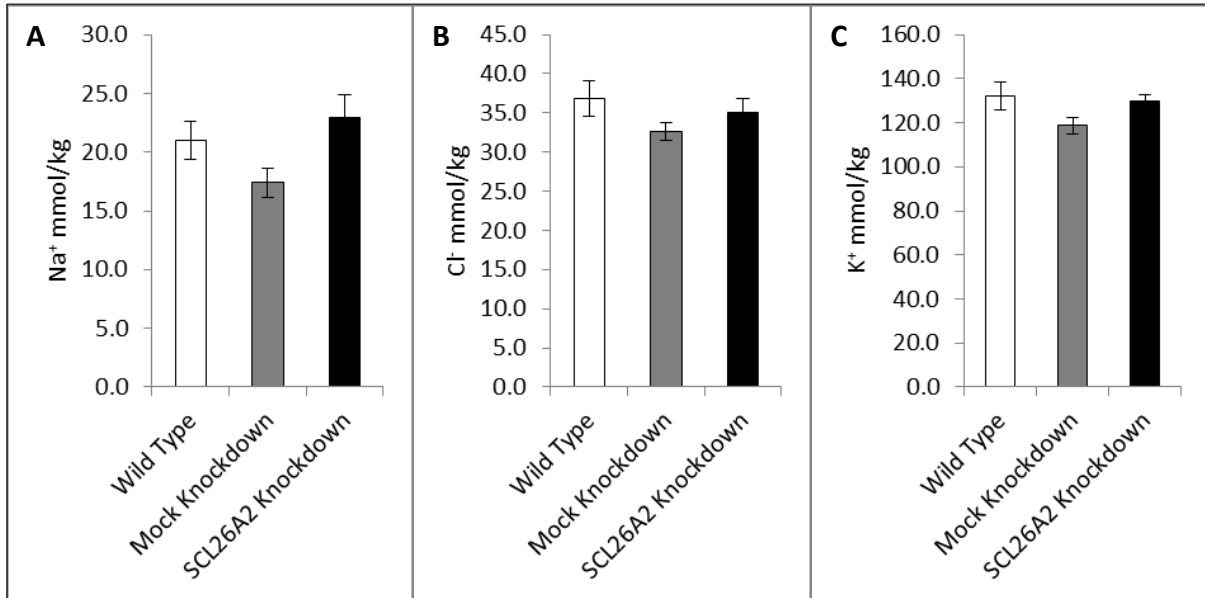 A
30.0
25.0
20.0
15.0
10.0
5.0
0.0
Na⁺ mmol/kg
Wild Type
Mock Knockdown
SCL26A2 Knockdown
B
45.0
40.0
35.0
30.0
25.0
20.0
15.0
10.0
5.0
0.0
Cl⁻ mmol/kg
Wild Type
Mock Knockdown
SCL26A2 Knockdown
C
160.0
140.0
120.0
100.0
80.0
60.0
40.0
20.0
0.0
K⁺ mmol/kg
Wild Type
Mock Knockdown
SCL26A2 Knockdown